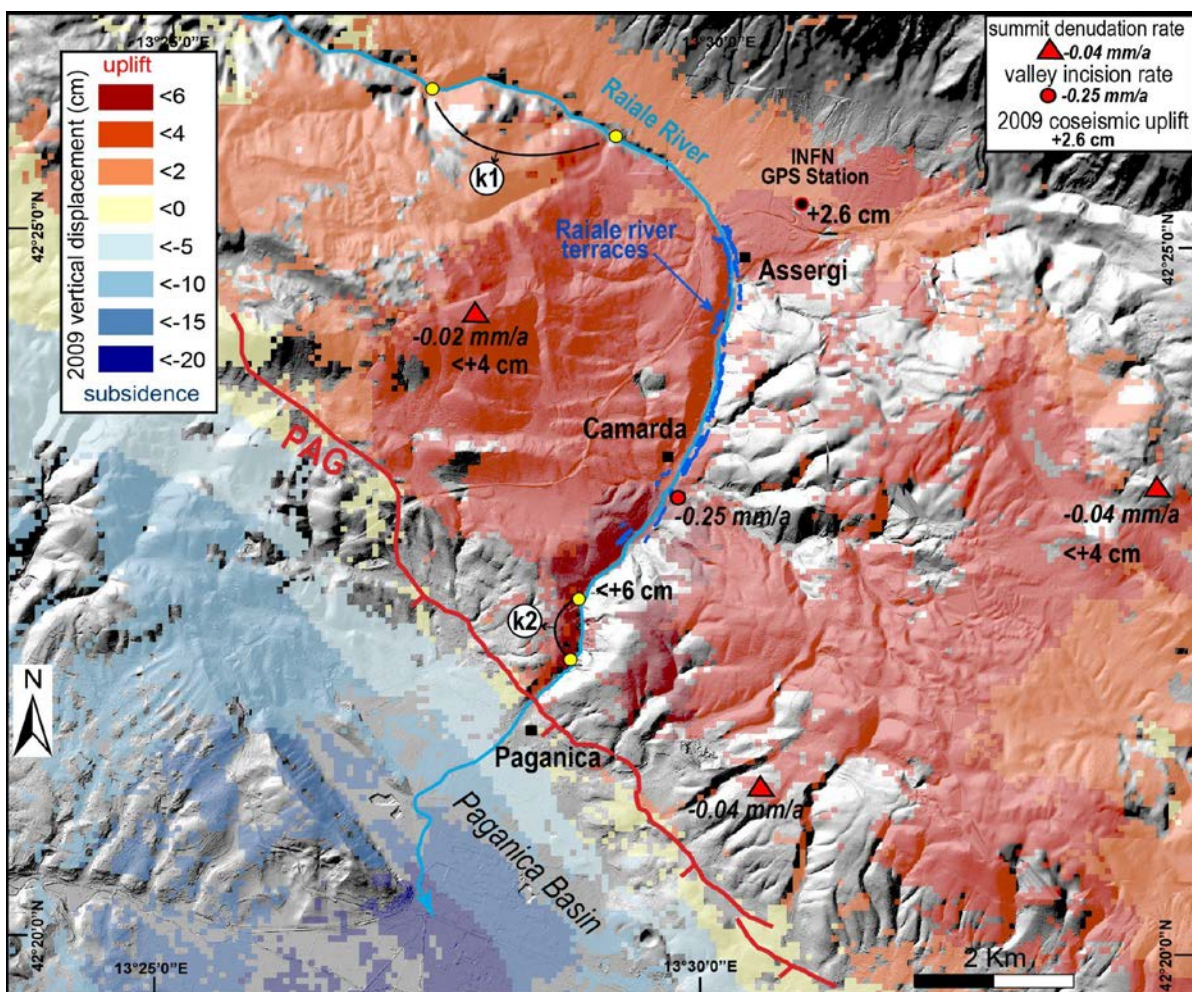 13°25'0"E
13°30'0"E
uplift
2009 vertical displacement (cm)
<6
<4
<2
<0
<-5
<-10
<-15
<-20
subsidence
summit denudation rate
-0.04 mm/a
valley incision rate
-0.25 mm/a
2009 coseismic uplift
+2.6 cm
Raiale River
k1
INFN
GPS Station
+2.6 cm
42°25'0"N
42°25'0"N
Raiale river
terraces
Assergi
-0.02 mm/a
<+4 cm
PAG
Camarda
-0.25 mm/a
-0.04 mm/a
<+4 cm
<+6 cm
k2
N
Paganica
Paganica Basin
-0.04 mm/a
42°20'0"N
42°20'0"N
13°25'0"E
13°30'0"E
2 Km